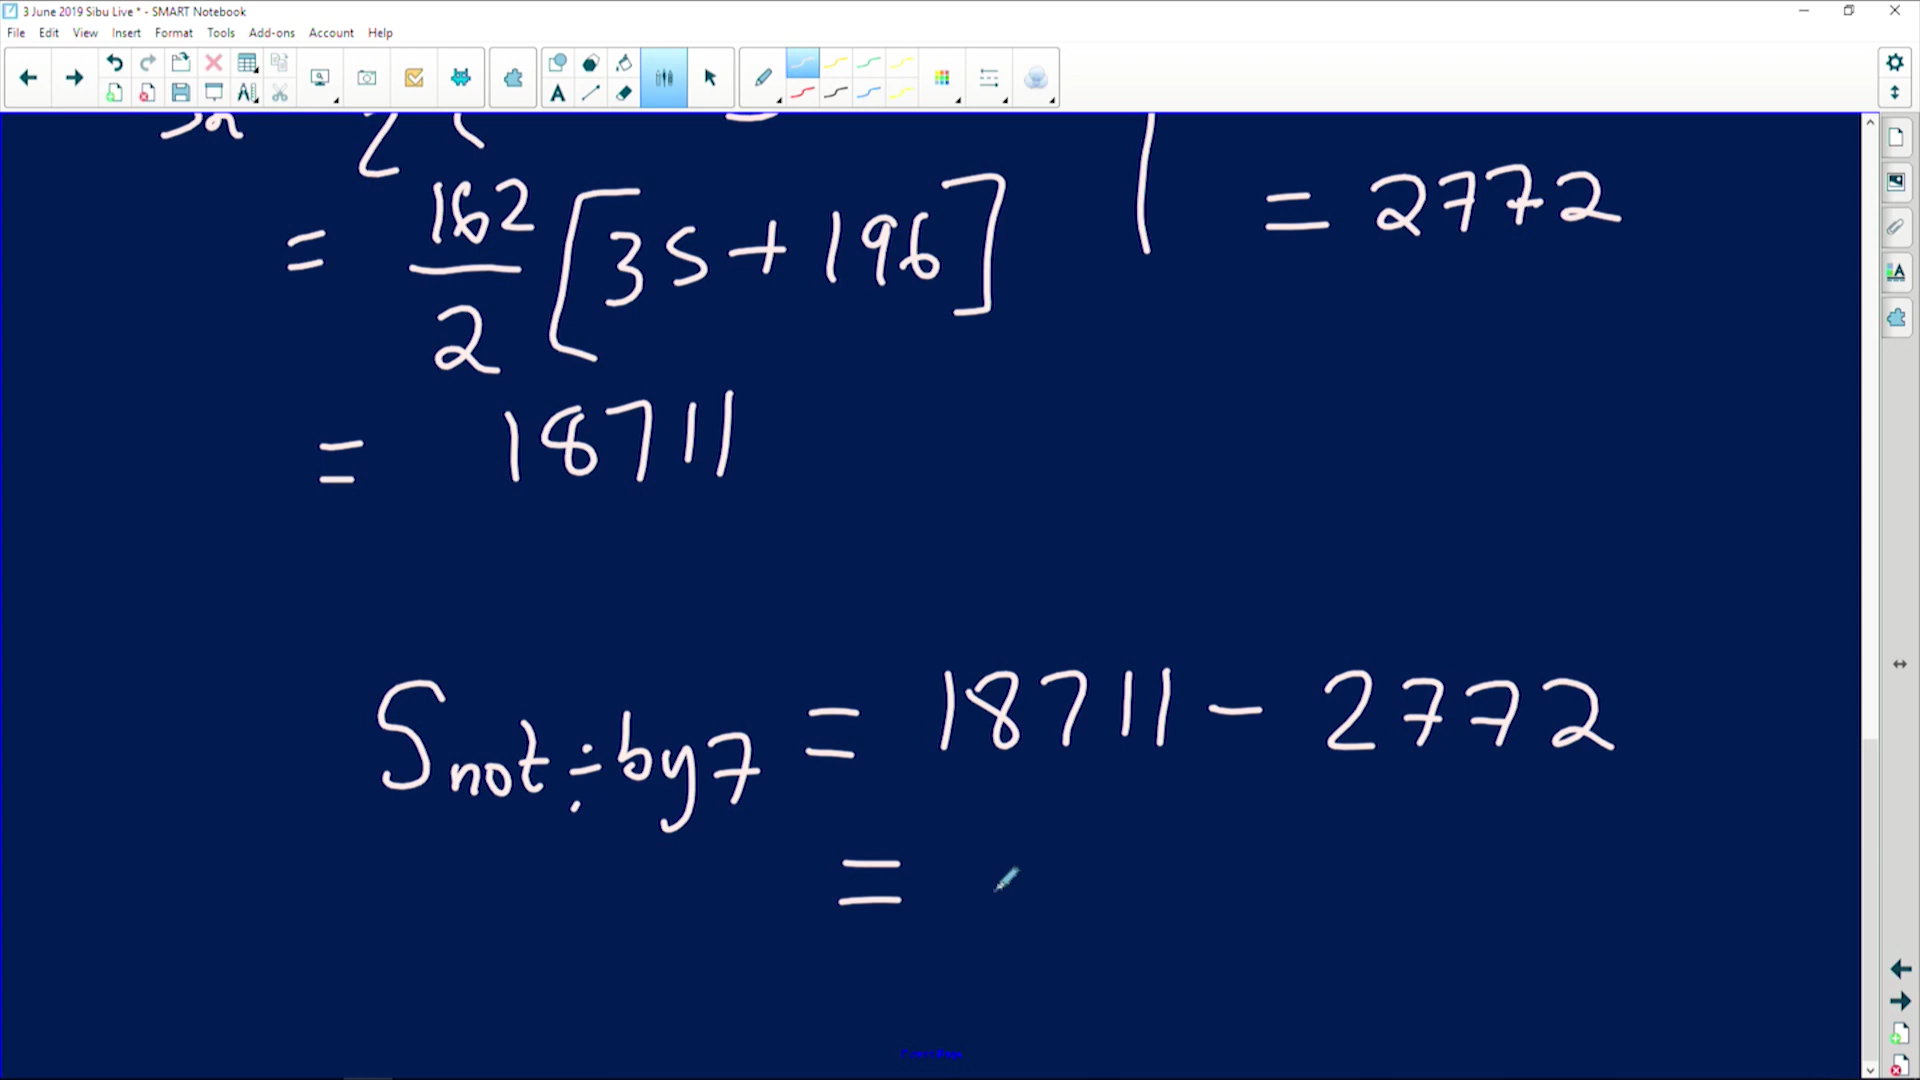 3 June 2019 Sibu Live * - SMART Notebook
File Edit View Insert Format Tools Add-ons Account Help
= 162/2 [35 + 196]
= 2772
= 18711
S not ÷ by 7 = 18711 - 2772
=